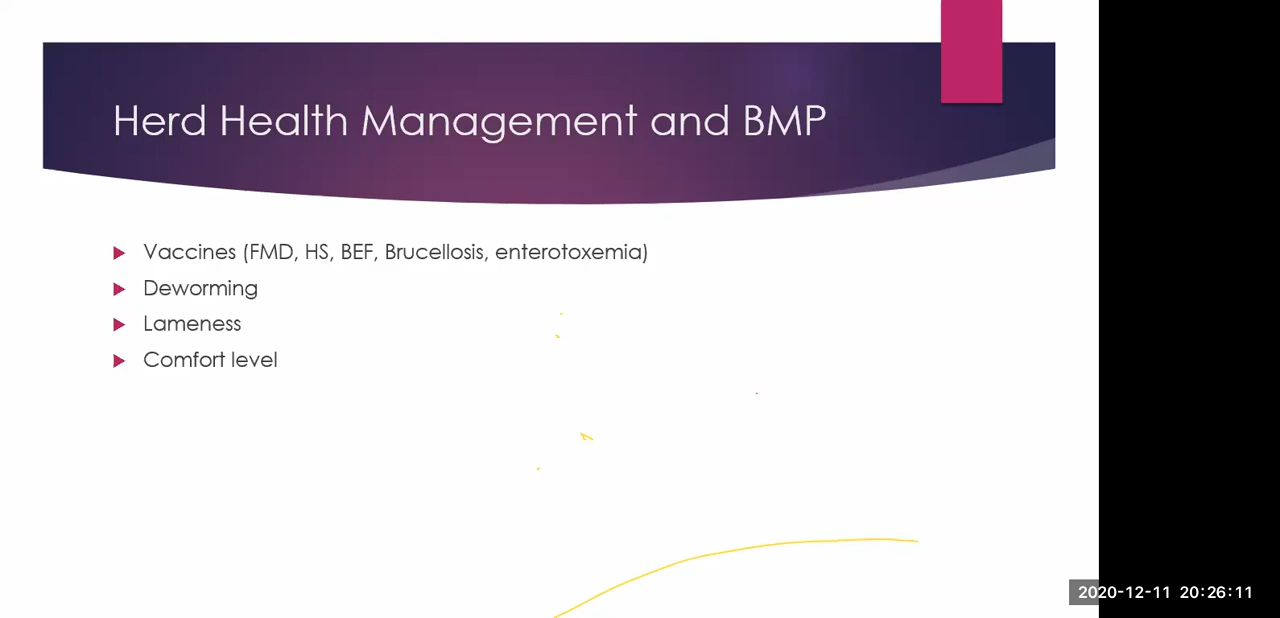 Herd Health Management and BMP
Vaccines (FMD, HS, BEF, Brucellosis, enterotoxemia)
Deworming
Lameness
Comfort level
2020-12-11 20:26:11